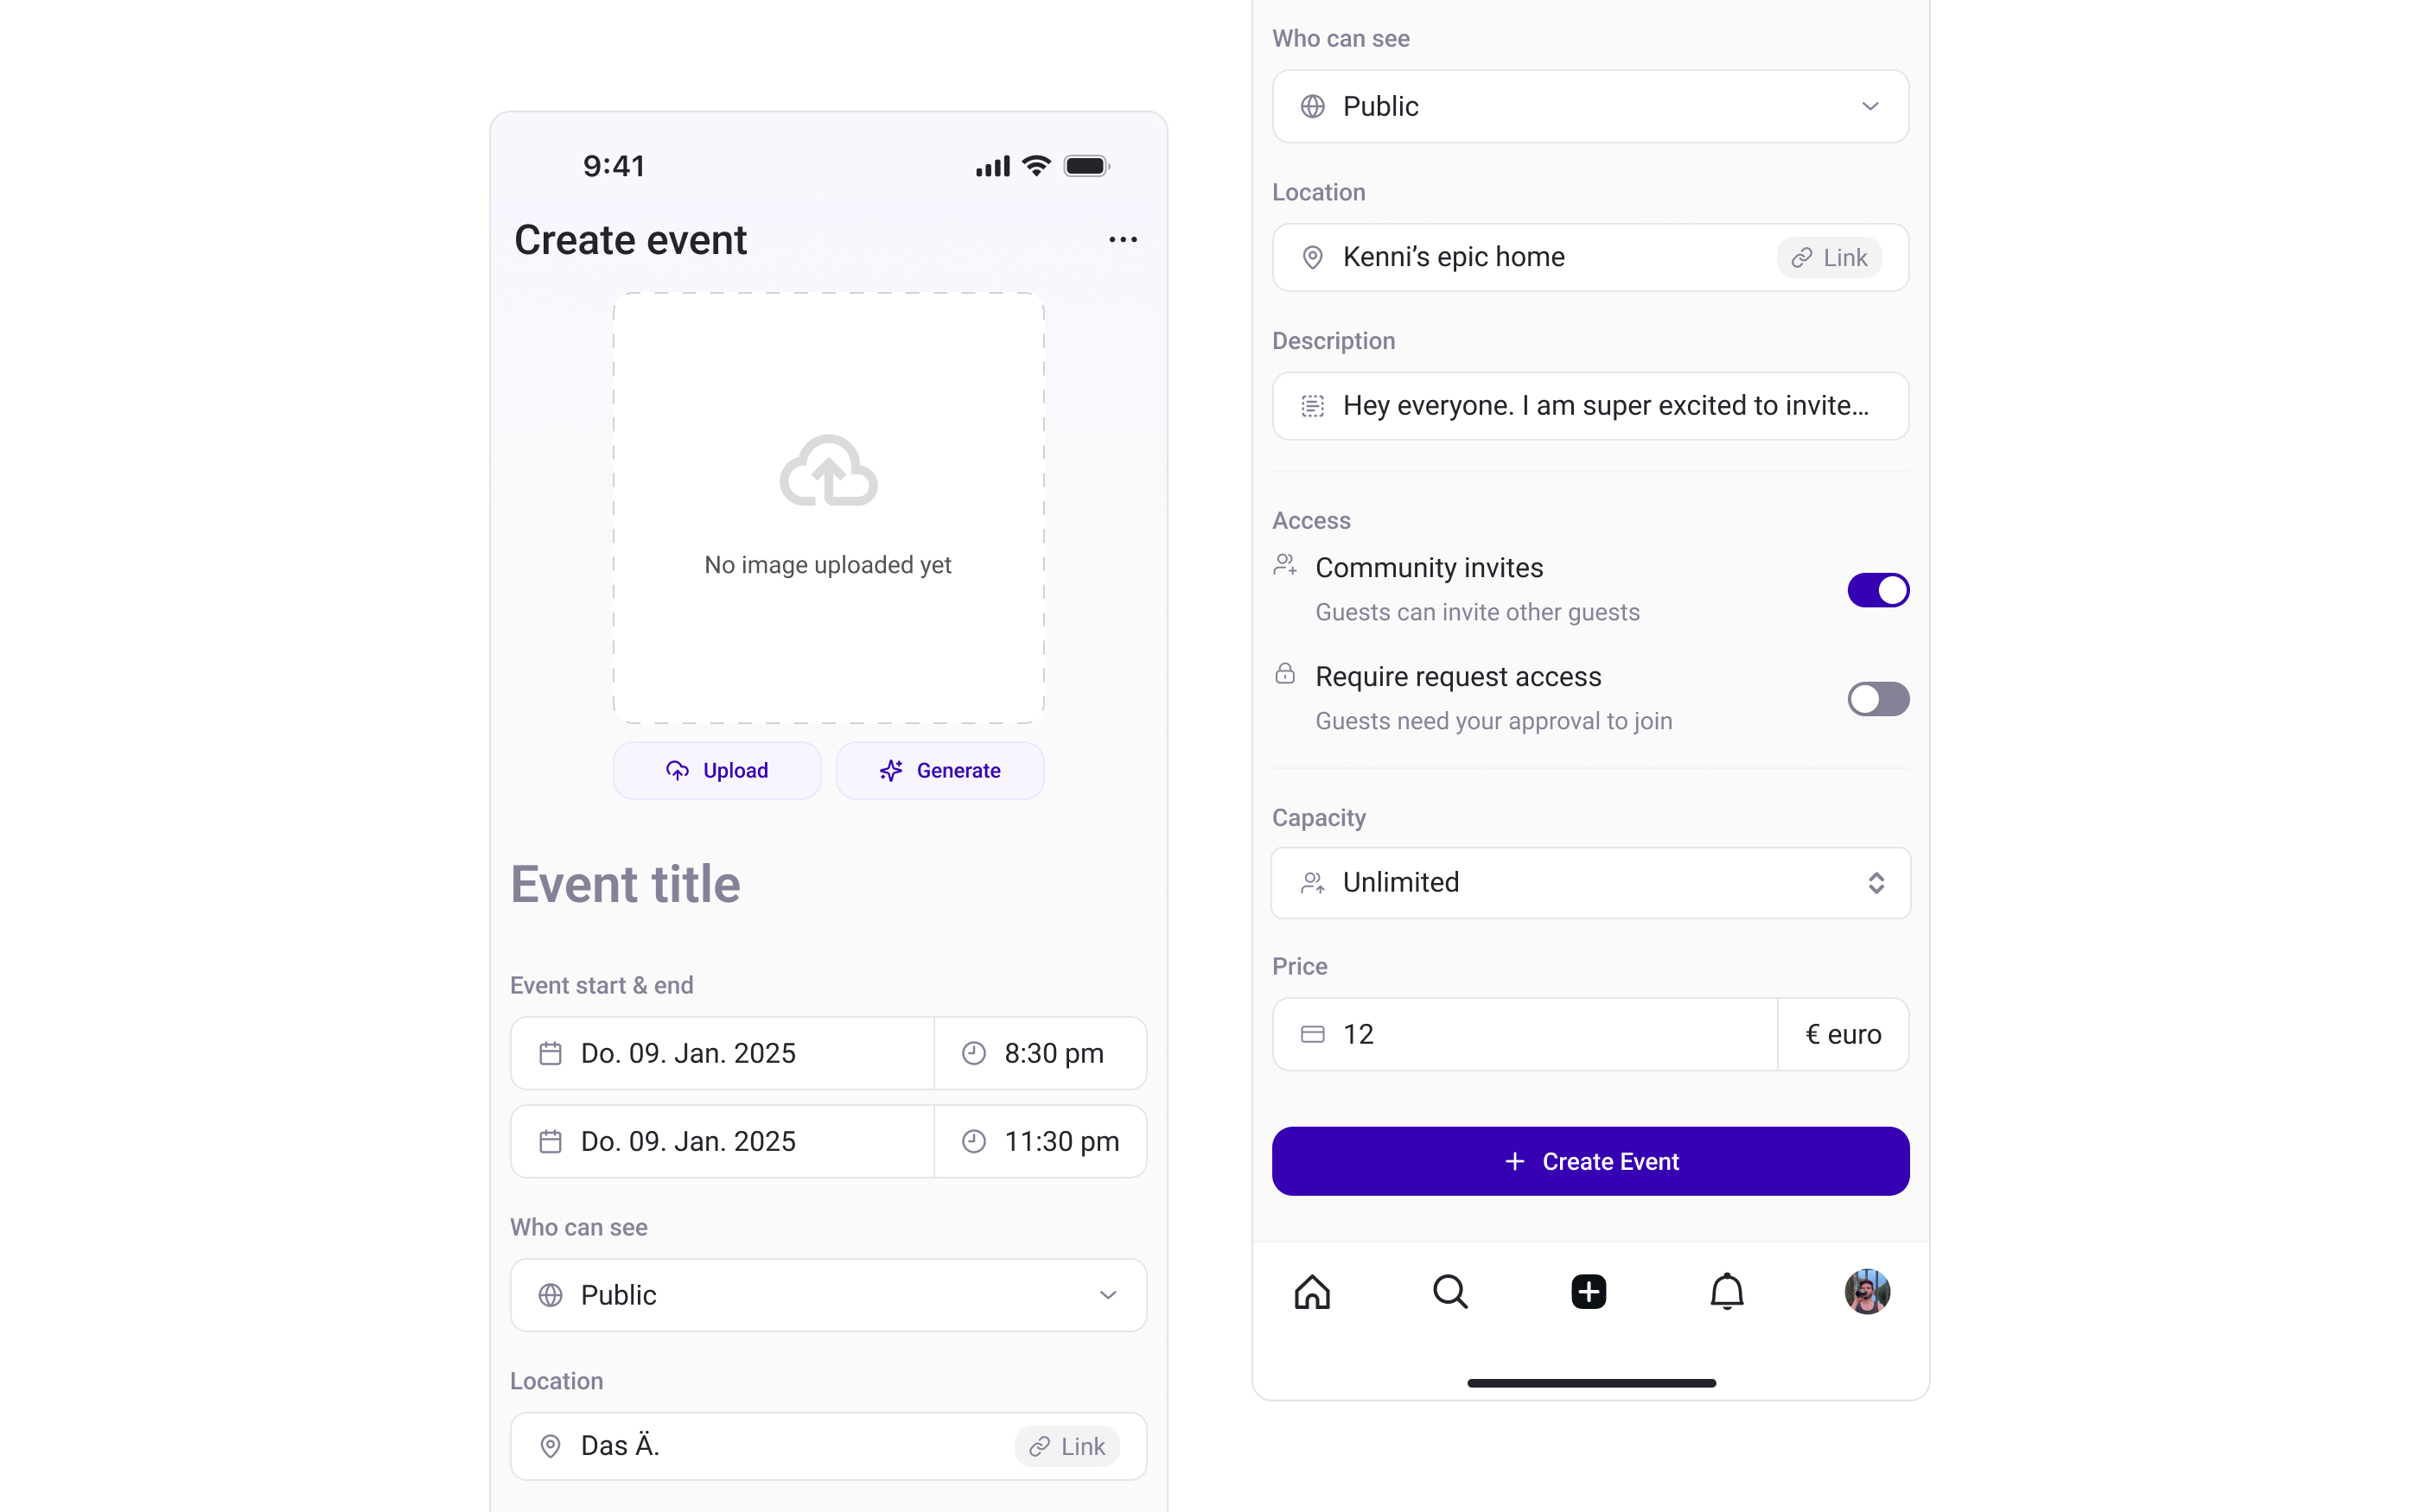 9:41
Create event
No image uploaded yet
Upload
Generate
Event title
Event start & end
Do. 09. Jan. 2025
8:30 pm
Do. 09. Jan. 2025
11:30 pm
Who can see
Public
Location
Das Ä.
Link
Who can see
Public
Location
Kenni’s epic home
Link
Description
Hey everyone. I am super excited to invite...
Access
Community invites
Guests can invite other guests
Require request access
Guests need your approval to join
Capacity
Unlimited
Price
12
€ euro
Create Event